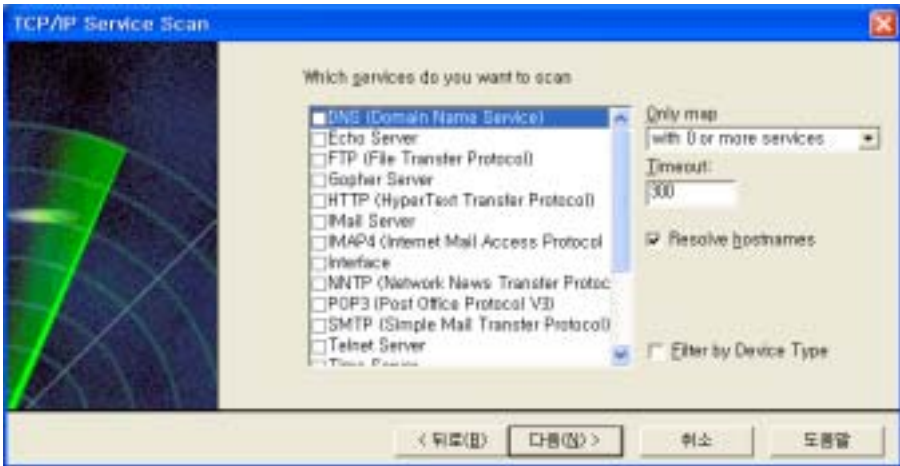 TCP/IP Service Scan
Which services do you want to scan
DNS (Domain Name Service)
Echo Server
FTP (File Transfer Protocol)
Gopher Server
HTTP (HyperText Transfer Protocol)
IMail Server
IMAP4 (Internet Mail Access Protocol
Interface
NNTP (Network News Transfer Protoc
POP3 (Post Office Protocol V3)
SMTP (Simple Mail Transfer Protocol)
Telnet Server
Time Server
Only map
with 0 or more services
Timeout:
300
Resolve hostnames
Filter by Device Type
< 뒤로(B)
다음(N) >
취소
도움말